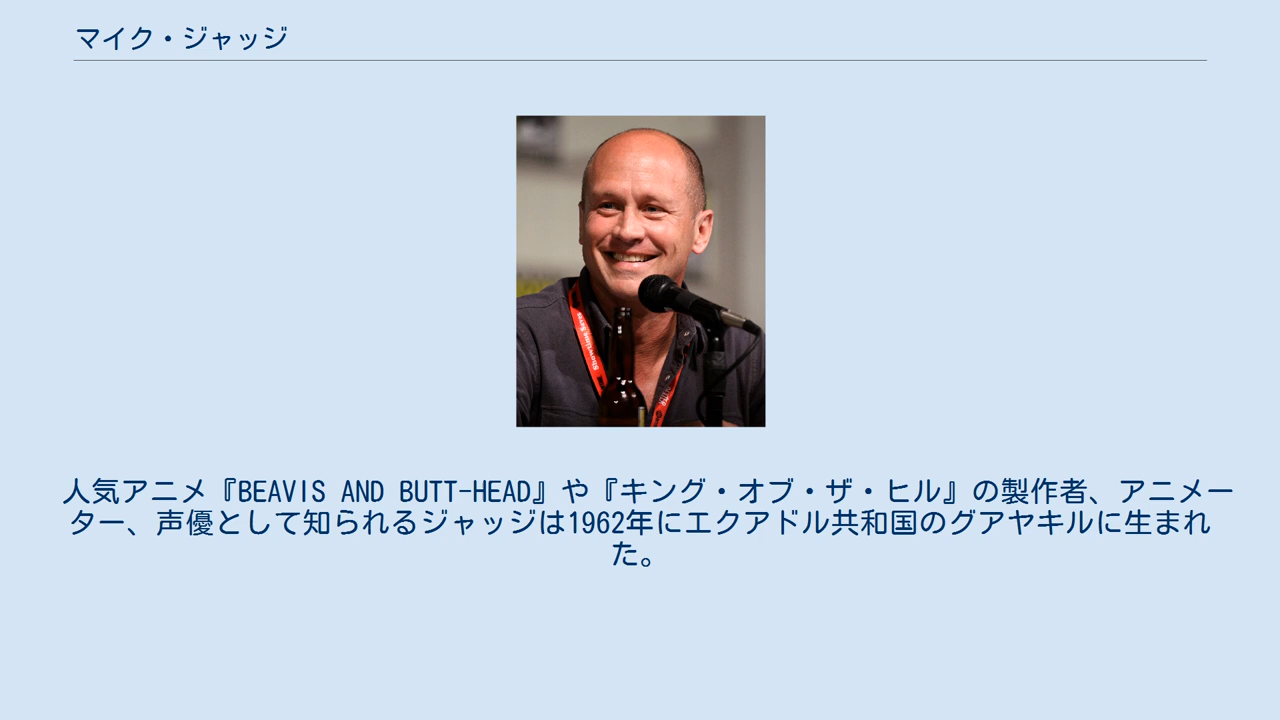 マイク・ジャッジ
Showtime Series
人気アニメ『BEAVIS AND BUTT-HEAD』や『キング・オブ・ザ・ヒル』の製作者、アニメー
ター、声優として知られるジャッジは1962年にエクアドル共和国のグアヤキルに生まれ
た。